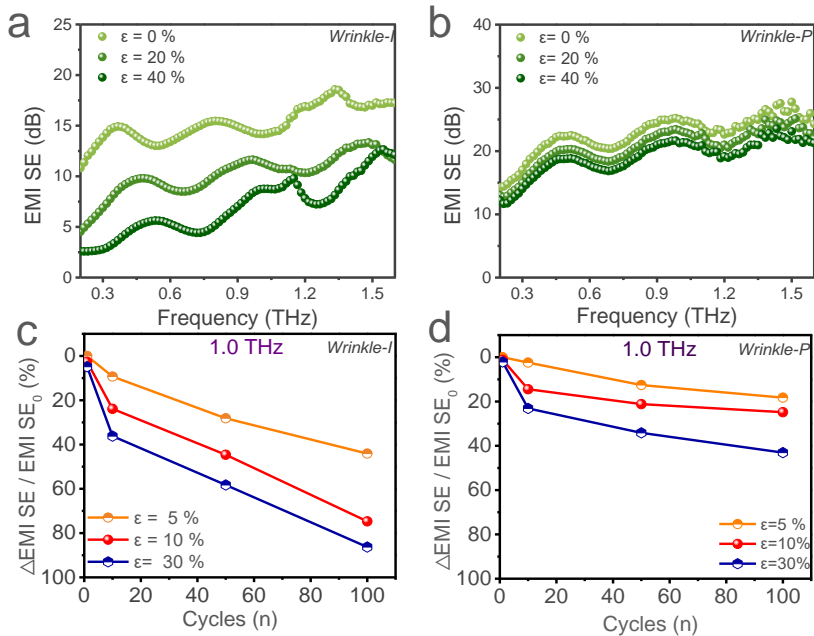 a
ε = 0 %
ε = 20 %
ε = 40 %
Wrinkle-I
EMI SE (dB)
25
20
15
10
5
0
0.3 0.6 0.9 1.2 1.5
Frequency (THz)
b
ε= 0 %
ε= 20 %
ε= 40 %
Wrinkle-P
EMI SE (dB)
40
30
20
10
0
0.3 0.6 0.9 1.2 1.5
Frequency (THz)
c
1.0 THz
Wrinkle-I
△EMI SE / EMI SE0 (%)
0
20
40
60
80
100
ε = 5 %
ε = 10 %
ε= 30 %
0 20 40 60 80 100
Cycles (n)
d
1.0 THz
Wrinkle-P
△EMI SE / EMI SE0 (%)
0
20
40
60
80
100
ε=5 %
ε=10%
ε=30%
0 20 40 60 80 100
Cycles (n)